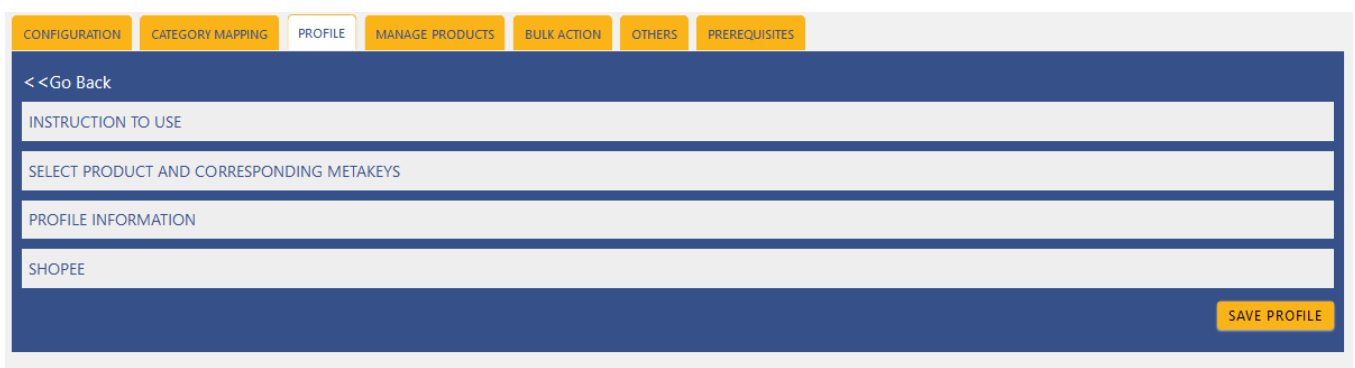 CONFIGURATION CATEGORY MAPPING PROFILE MANAGE PRODUCTS BULK ACTION OTHERS PREREQUISITES
<<Go Back
INSTRUCTION TO USE
SELECT PRODUCT AND CORRESPONDING METAKEYS
PROFILE INFORMATION
SHOPEE
SAVE PROFILE